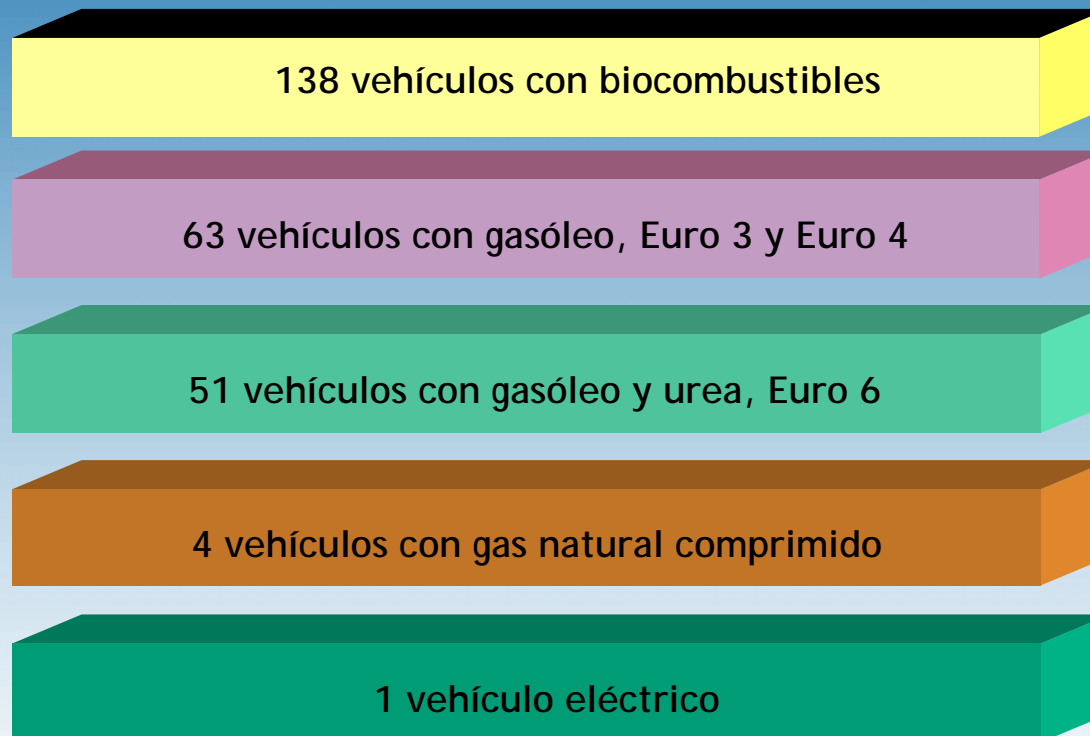 138 vehículos con biocombustibles
63 vehículos con gasóleo, Euro 3 y Euro 4
51 vehículos con gasóleo y urea, Euro 6
4 vehículos con gas natural comprimido
1 vehículo eléctrico